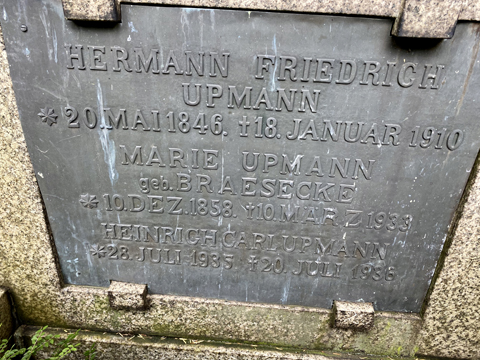 HERMANN FRIEDRICH
UPMANN
*20.MAI 1846. †18.JANUAR 1910
MARIE UPMANN
geb. BRAESECKE
*10.DEZ.1858. †10.MÄRZ 1933
HEINRICH CARL UPMANN
*28.JULI 1935. †20.JULI 1936